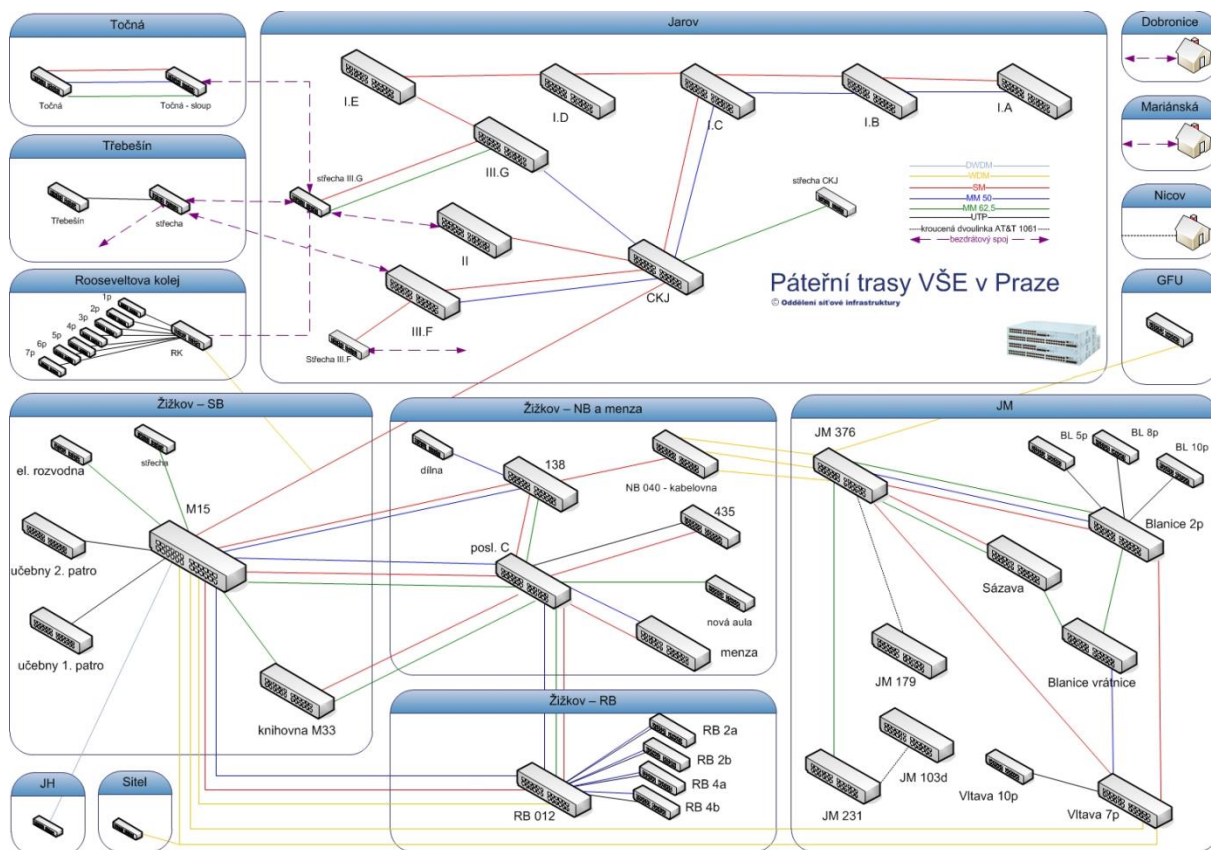 Točná
Točná
Točná - sloup
Třebešín
Třebešín
střecha
Rooseveltova kolej
1p
2p
3p
4p
5p
6p
7p
RK
Jarov
I.E
I.D
I.C
I.B
I.A
III.G
střecha III.G
II
III.F
Střecha III.F
CKJ
střecha CKJ
DWDM
WDM
SM
MM 50
MM 62,5
UTP
kroucená dvoulinka AT&T 1061
bezdrátový spoj
Páteřní trasy VŠE v Praze
© Oddělení síťové infrastruktury
Dobronice
Mariánská
Nicov
GFU
Žižkov – SB
el. rozvodna
střecha
M15
učebny 2. patro
učebny 1. patro
knihovna M33
Žižkov – NB a menza
dílna
138
NB 040 - kabelovna
435
posl. C
nová aula
menza
Žižkov – RB
RB 2a
RB 2b
RB 4a
RB 4b
RB 012
JM
JM 376
BL 5p
BL 8p
BL 10p
Blanice 2p
Sázava
Blanice vrátnice
JM 179
JM 103d
JM 231
Vltava 10p
Vltava 7p
JH
Sitel